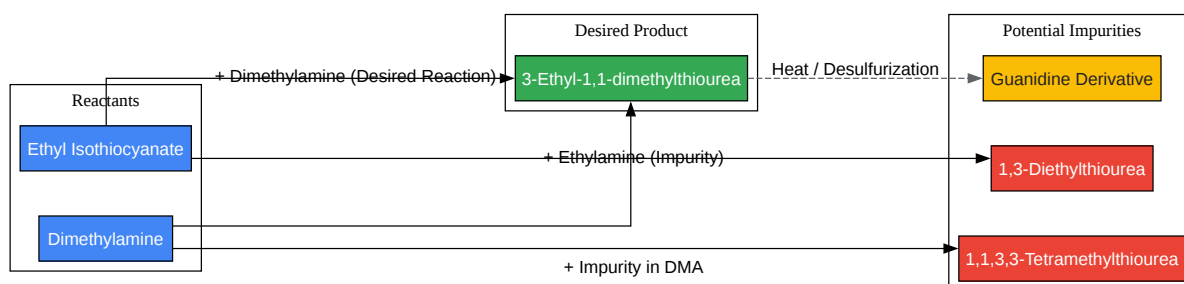 Desired Product
Potential Impurities
+ Dimethylamine (Desired Reaction)
3-Ethyl-1,1-dimethylthiourea
Heat / Desulfurization
Guanidine Derivative
Reactants
Ethyl Isothiocyanate
+ Ethylamine (Impurity)
1,3-Diethylthiourea
Dimethylamine
+ Impurity in DMA
1,1,3,3-Tetramethylthiourea